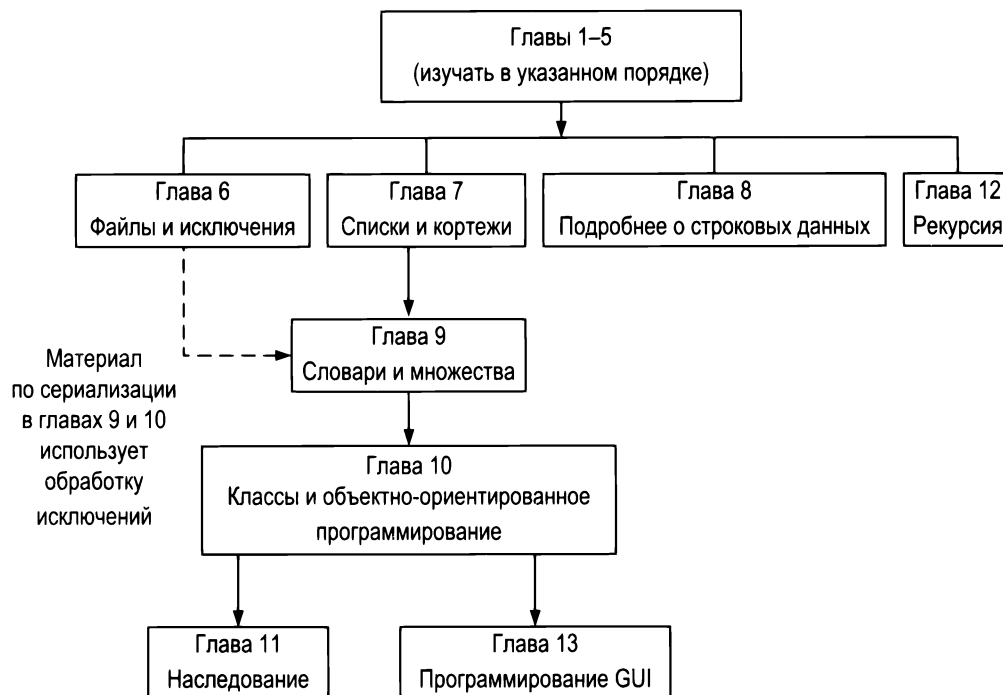 Главы 1–5
(изучать в указанном порядке)
Глава 6
Файлы и исключения
Глава 7
Списки и кортежи
Глава 8
Подробнее о строковых данных
Глава 12
Рекурсия
Глава 9
Словари и множества
Материал
по сериализации
в главах 9 и 10
использует
обработку
исключений
Глава 10
Классы и объектно-ориентированное
программирование
Глава 11
Наследование
Глава 13
Программирование GUI